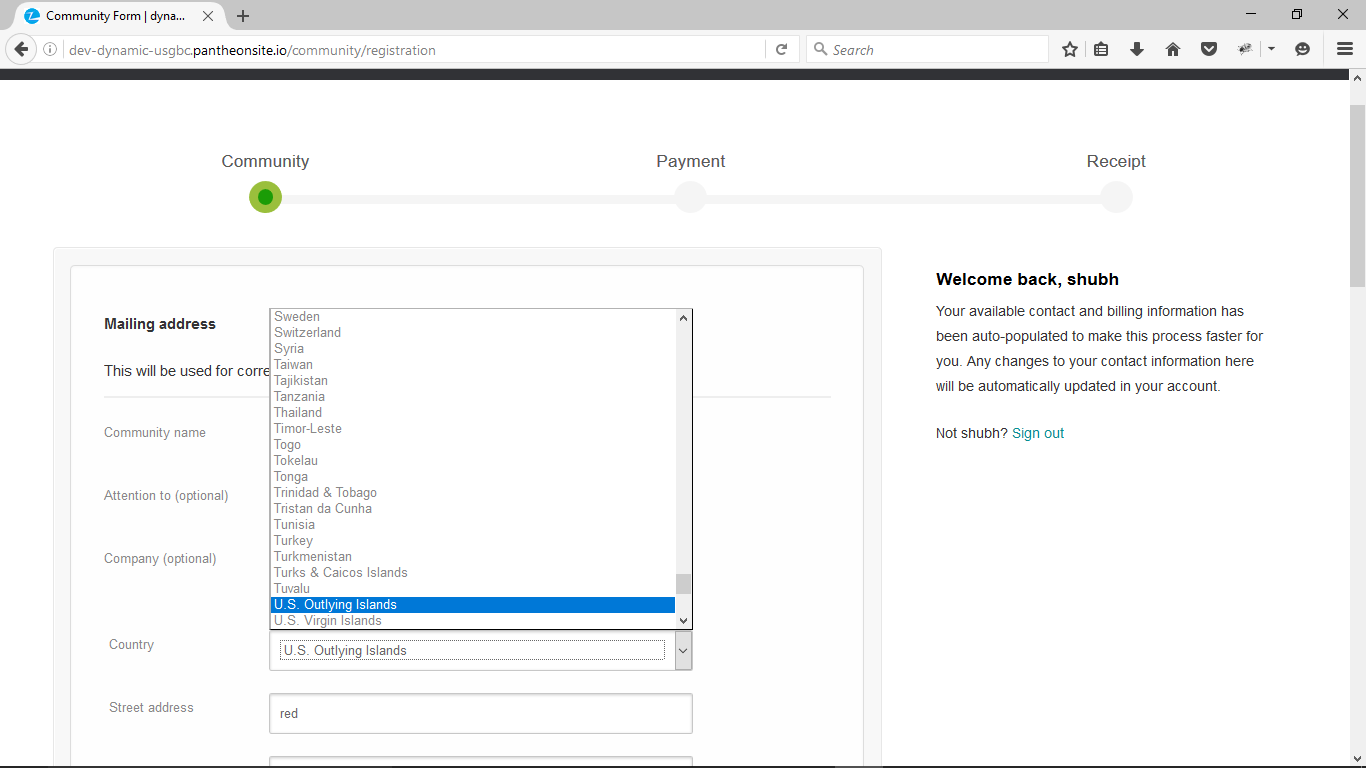 Community Form | dyna...
dev-dynamic-usgbc.pantheonsite.io/community/registration
Search
Community
Payment
Receipt
Mailing address
This will be used for corre
Sweden
Switzerland
Syria
Taiwan
Tajikistan
Tanzania
Thailand
Timor-Leste
Togo
Tokelau
Tonga
Trinidad & Tobago
Tristan da Cunha
Tunisia
Turkey
Turkmenistan
Turks & Caicos Islands
Tuvalu
U.S. Outlying Islands
U.S. Virgin Islands
Community name
Attention to (optional)
Company (optional)
Country
U.S. Outlying Islands
Street address
red
Welcome back, shubh
Your available contact and billing information has
been auto-populated to make this process faster for
you. Any changes to your contact information here
will be automatically updated in your account.
Not shubh? Sign out